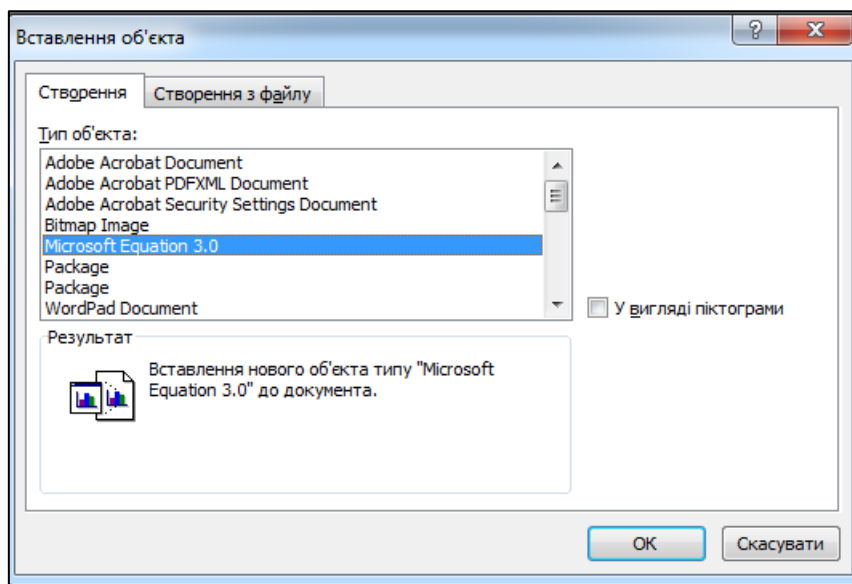 Вставлення об'єкта
Створення
Створення з файлу
Тип об'єкта:
Adobe Acrobat Document
Adobe Acrobat PDFXML Document
Adobe Acrobat Security Settings Document
Bitmap Image
Microsoft Equation 3.0
Package
Package
WordPad Document
У вигляді піктограми
Результат
Вставлення нового об'єкта типу "Microsoft
Equation 3.0" до документа.
ОК
Скасувати